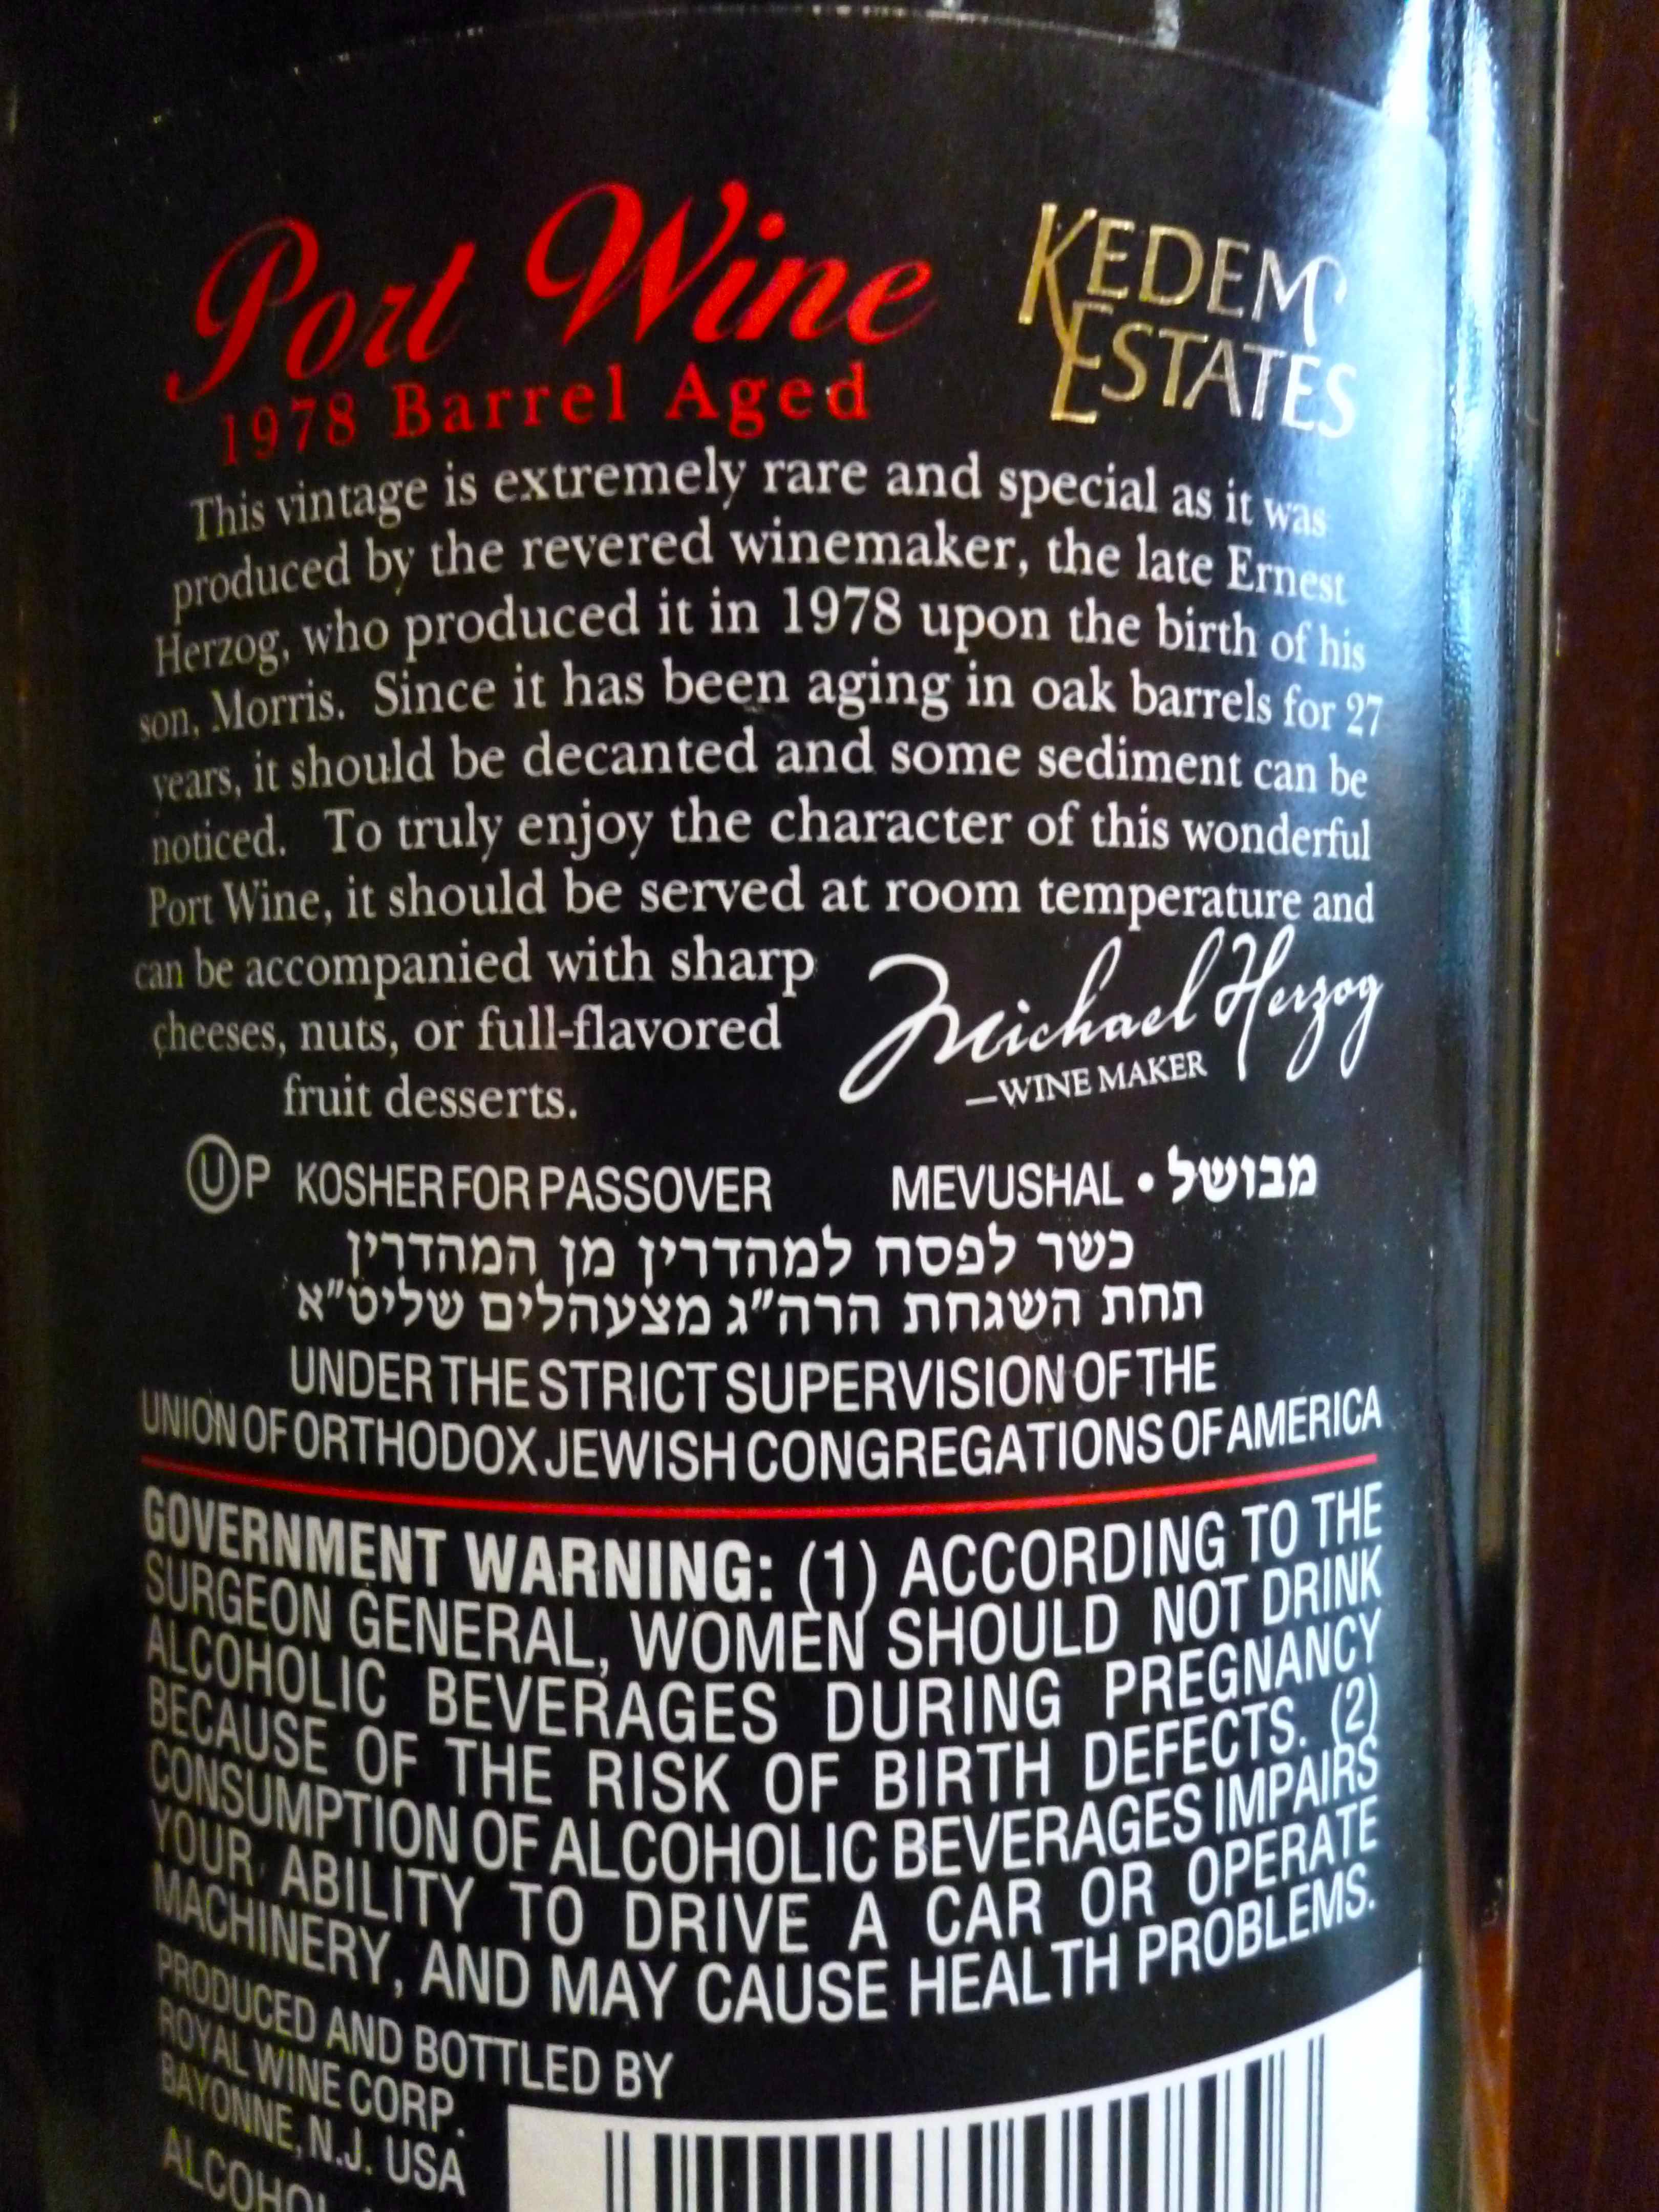 Port Wine
1978 Barrel Aged
KEDEM
ESTATES
This vintage is extremely rare and special as it was
produced by the revered winemaker, the late Ernest
Herzog, who produced it in 1978 upon the birth of his
son, Morris. Since it has been aging in oak barrels for 27
years, it should be decanted and some sediment can be
noticed. To truly enjoy the character of this wonderful
Port Wine, it should be served at room temperature and
can be accompanied with sharp
cheeses, nuts, or full-flavored
fruit desserts.
Michael Herzog
—WINE MAKER
ⓊP KOSHER FOR PASSOVER MEVUSHAL • מבושל
כשר לפסח למהדרין מן המהדרין
תחת השגחת הרה"ג מצעהלים שליט"א
UNDER THE STRICT SUPERVISION OF THE
UNION OF ORTHODOX JEWISH CONGREGATIONS OF AMERICA
GOVERNMENT WARNING: (1) ACCORDING TO THE
SURGEON GENERAL, WOMEN SHOULD NOT DRINK
ALCOHOLIC BEVERAGES DURING PREGNANCY
BECAUSE OF THE RISK OF BIRTH DEFECTS. (2)
CONSUMPTION OF ALCOHOLIC BEVERAGES IMPAIRS
YOUR ABILITY TO DRIVE A CAR OR OPERATE
MACHINERY, AND MAY CAUSE HEALTH PROBLEMS.
PRODUCED AND BOTTLED BY
ROYAL WINE CORP.
BAYONNE, N.J. USA
ALCOHOL